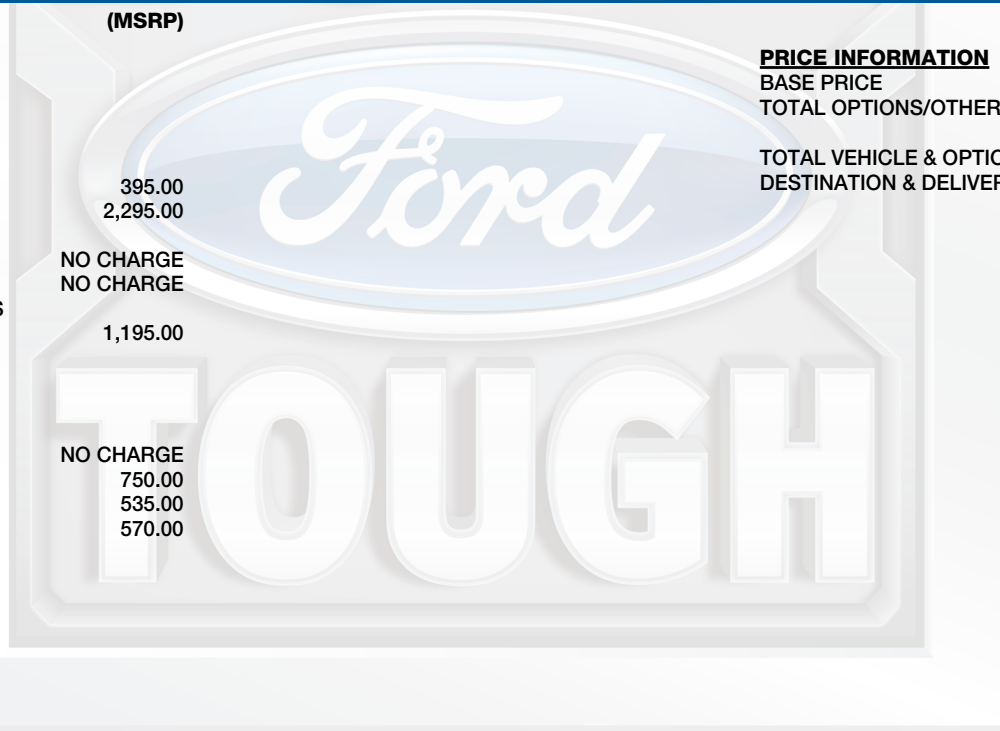 (MSRP)
395.00
2,295.00
NO CHARGE
NO CHARGE
S
1,195.00
NO CHARGE
750.00
535.00
570.00
PRICE INFORMATION
BASE PRICE
TOTAL OPTIONS/OTHER
TOTAL VEHICLE & OPTIO
DESTINATION & DELIVER
Ford
TOUGH